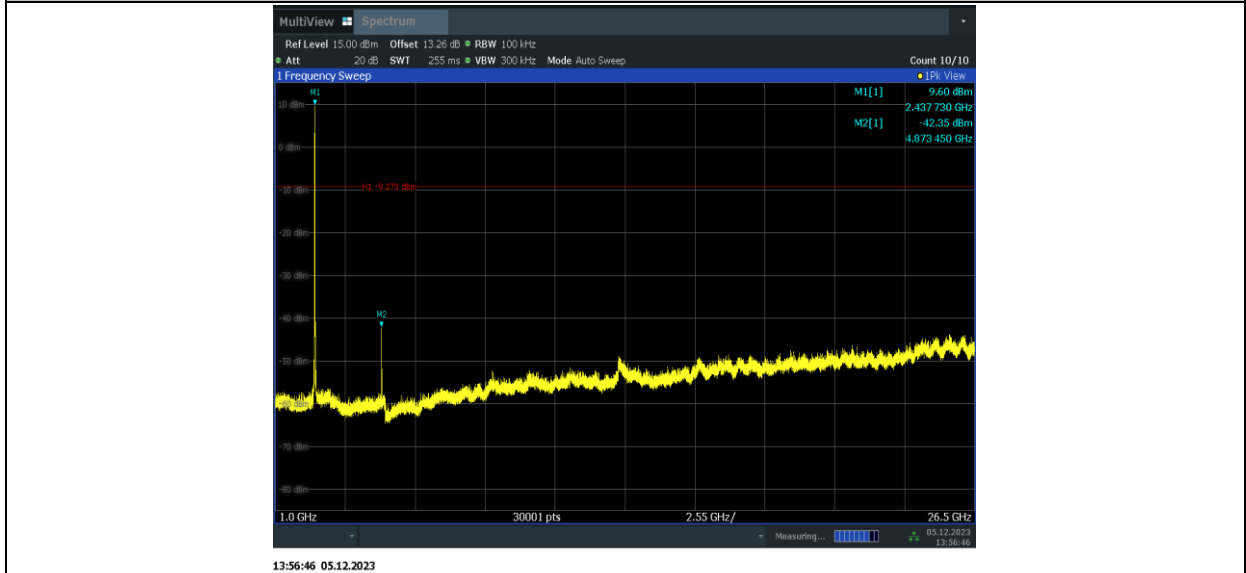 MultiView Spectrum
Ref Level 15.00 dBm Offset 13.26 dB RBW 100 kHz
Att 20 dB SWT 255 ms VBW 300 kHz Mode Auto Sweep Count 10/10
1 Frequency Sweep 1Pk View
M1 M1[1] 9.60 dBm
10 dBm 2.437 730 GHz
M2[1] -42.35 dBm
4.873 450 GHz
0 dBm
H1 -9.270 dBm
-10 dBm
-20 dBm
-30 dBm
M2
-40 dBm
-50 dBm
-60 dBm
-70 dBm
-80 dBm
1.0 GHz 30001 pts 2.55 GHz/ 26.5 GHz
Measuring... 05.12.2023
13:56:46
13:56:46 05.12.2023